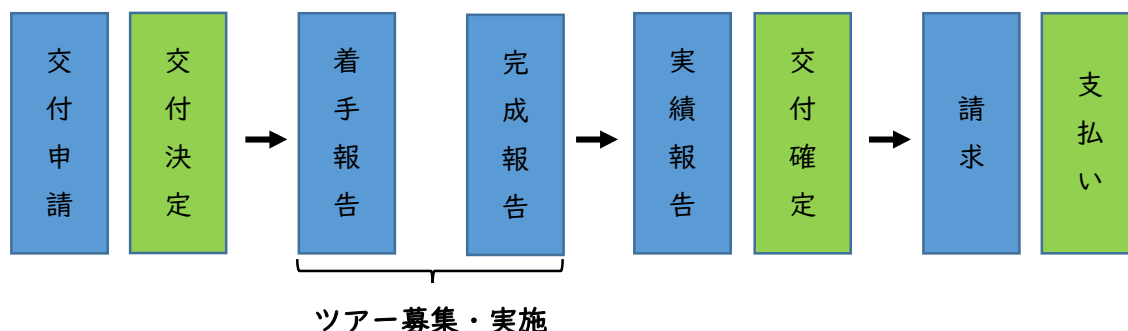 交付申請
交付決定
着手報告
完成報告
実績報告
交付確定
請求
支払い
ツアー募集・実施